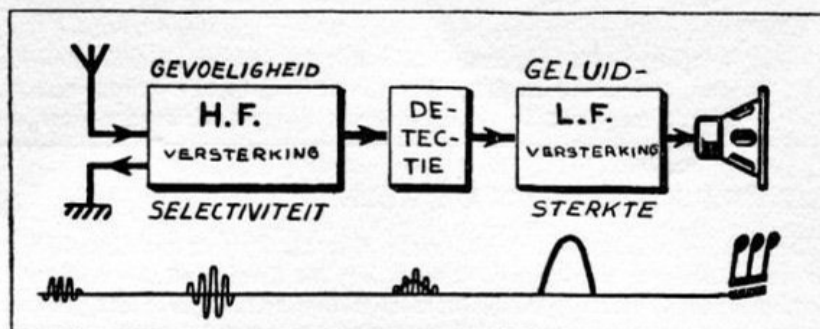 GEVOELIGHEID
H.F.
VERSTERKING
SELECTIVITEIT
DE-
TEC-
TIE
GELUID-
L.F.
VERSTERKING
STERKTE